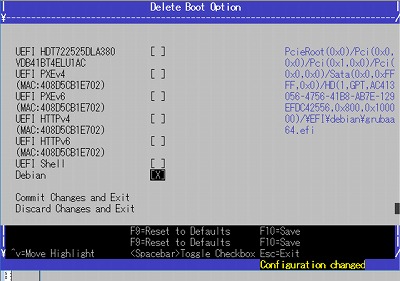 Delete Boot Option
UEFI HDT722525DLA380 [ ]
VDB41BT4ELU1AC
UEFI PXEv4 [ ]
(MAC:408D5CB1E702)
UEFI PXEv6 [ ]
(MAC:408D5CB1E702)
UEFI HTTPv4 [ ]
(MAC:408D5CB1E702)
UEFI HTTPv6 [ ]
(MAC:408D5CB1E702)
UEFI Shell [ ]
Debian [X]
Commit Changes and Exit
Discard Changes and Exit
PcieRoot(0x0)/Pci(0x0,
0x0)/Pci(0x1,0x0)/Pci(
0x0,0x0)/Sata(0x0,0xFF
FF,0x0)/HD(1,GPT,AC413
056-4756-41B8-AB7E-129
EFDC42556,0x800,0x1000
00)/¥EFI¥debian¥grubaa
64.efi
F9=Reset to Defaults F10=Save
F9=Reset to Defaults F10=Save
^v=Move Highlight <Spacebar>Toggle Checkbox Esc=Exit
Configuration changed